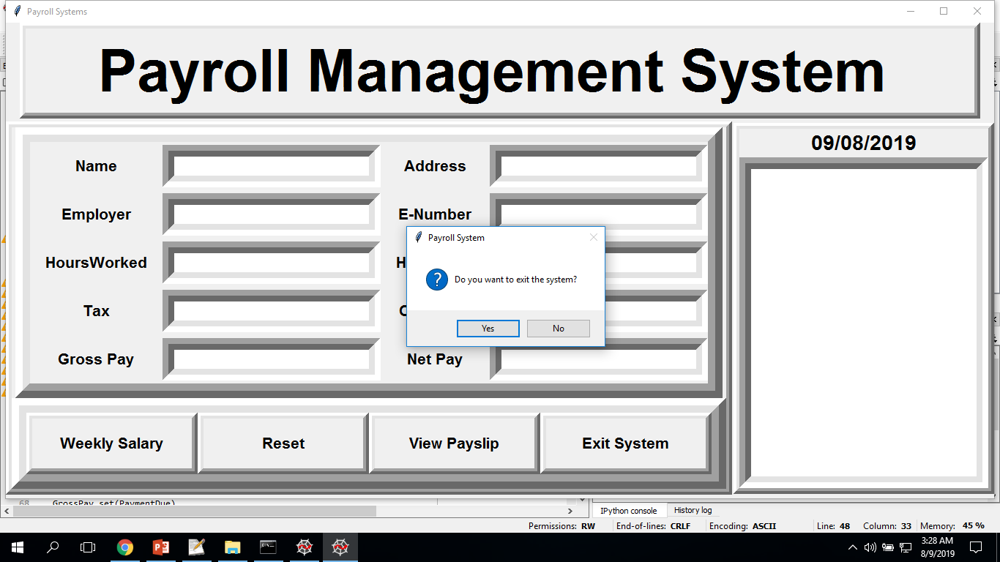 Payroll Systems
Payroll Management System
09/08/2019
Name
Address
Employer
E-Number
HoursWorked
Tax
Gross Pay
Net Pay
Payroll System
?
Do you want to exit the system?
Yes
No
Weekly Salary
Reset
View Payslip
Exit System
68 GrossPay.set(PaymentDue)
IPython console
History log
Permissions: RW End-of-lines: CRLF Encoding: ASCII Line: 48 Column: 33 Memory: 45 %
3:28 AM
8/9/2019